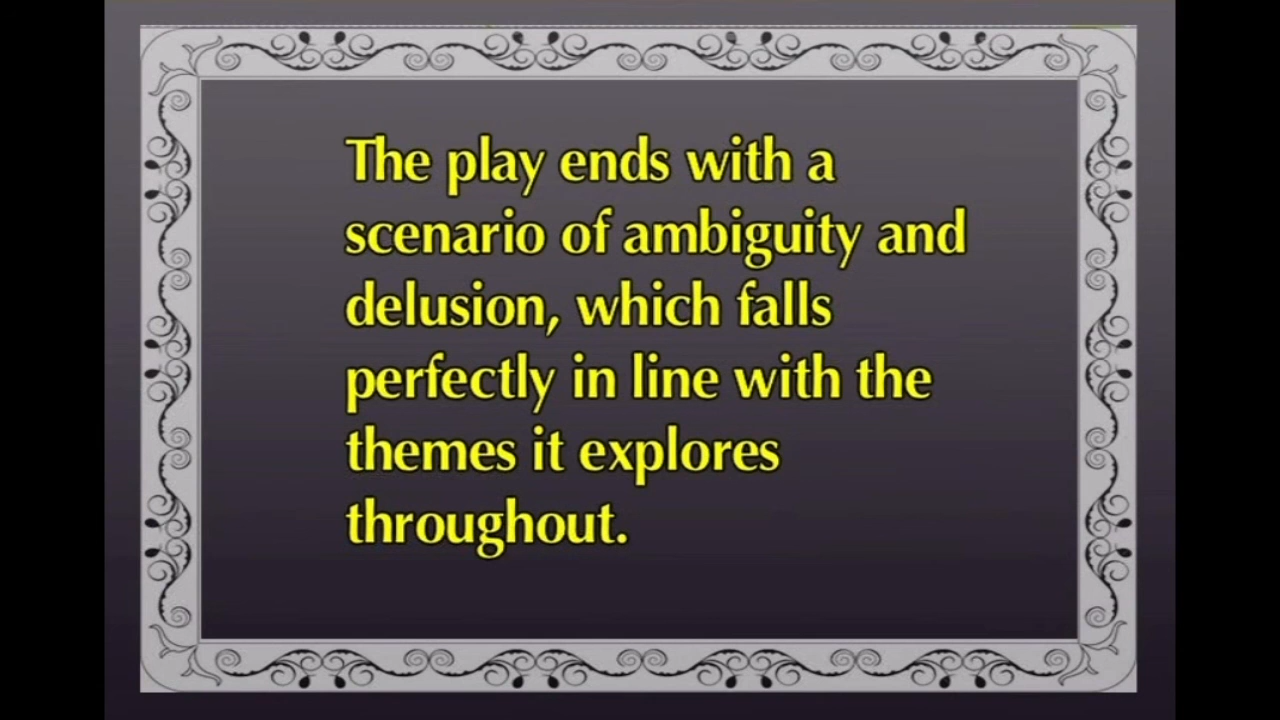 The play ends with a
scenario of ambiguity and
delusion, which falls
perfectly in line with the
themes it explores
throughout.